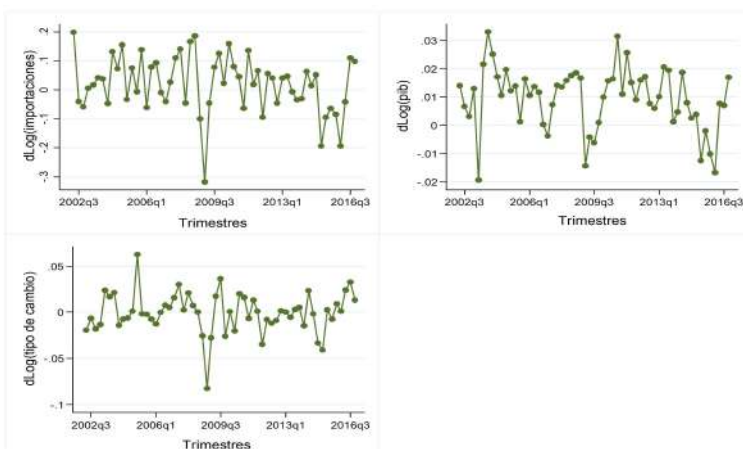 dLog(importaciones)
.2
.1
0
-.1
-.2
-.3
2002q3 2006q1 2009q3 2013q1 2016q3
Trimestres
dLog(pib)
.03
.02
.01
0
-.01
-.02
2002q3 2006q1 2009q3 2013q1 2016q3
Trimestres
dLog(tipo de cambio)
.05
0
-.05
-.1
2002q3 2006q1 2009q3 2013q1 2016q3
Trimestres